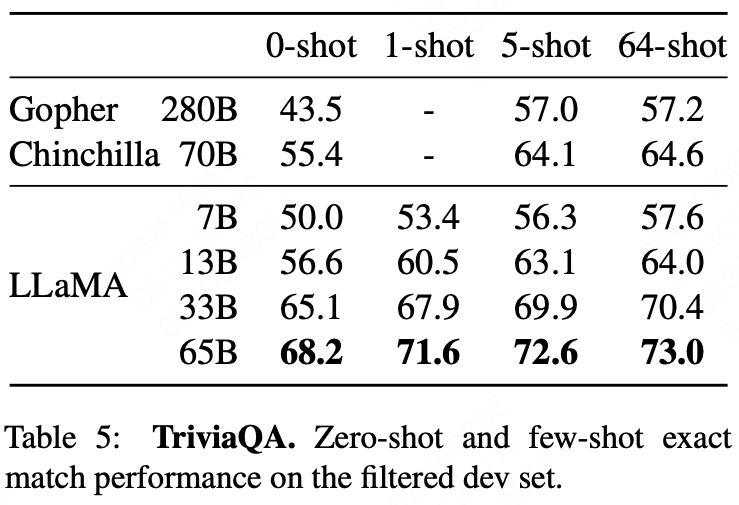 0-shot 1-shot 5-shot 64-shot
Gopher 280B 43.5 - 57.0 57.2
Chinchilla 70B 55.4 - 64.1 64.6
7B 50.0 53.4 56.3 57.6
13B 56.6 60.5 63.1 64.0
LLaMA
33B 65.1 67.9 69.9 70.4
65B 68.2 71.6 72.6 73.0
Table 5: TriviaQA. Zero-shot and few-shot exact
match performance on the filtered dev set.